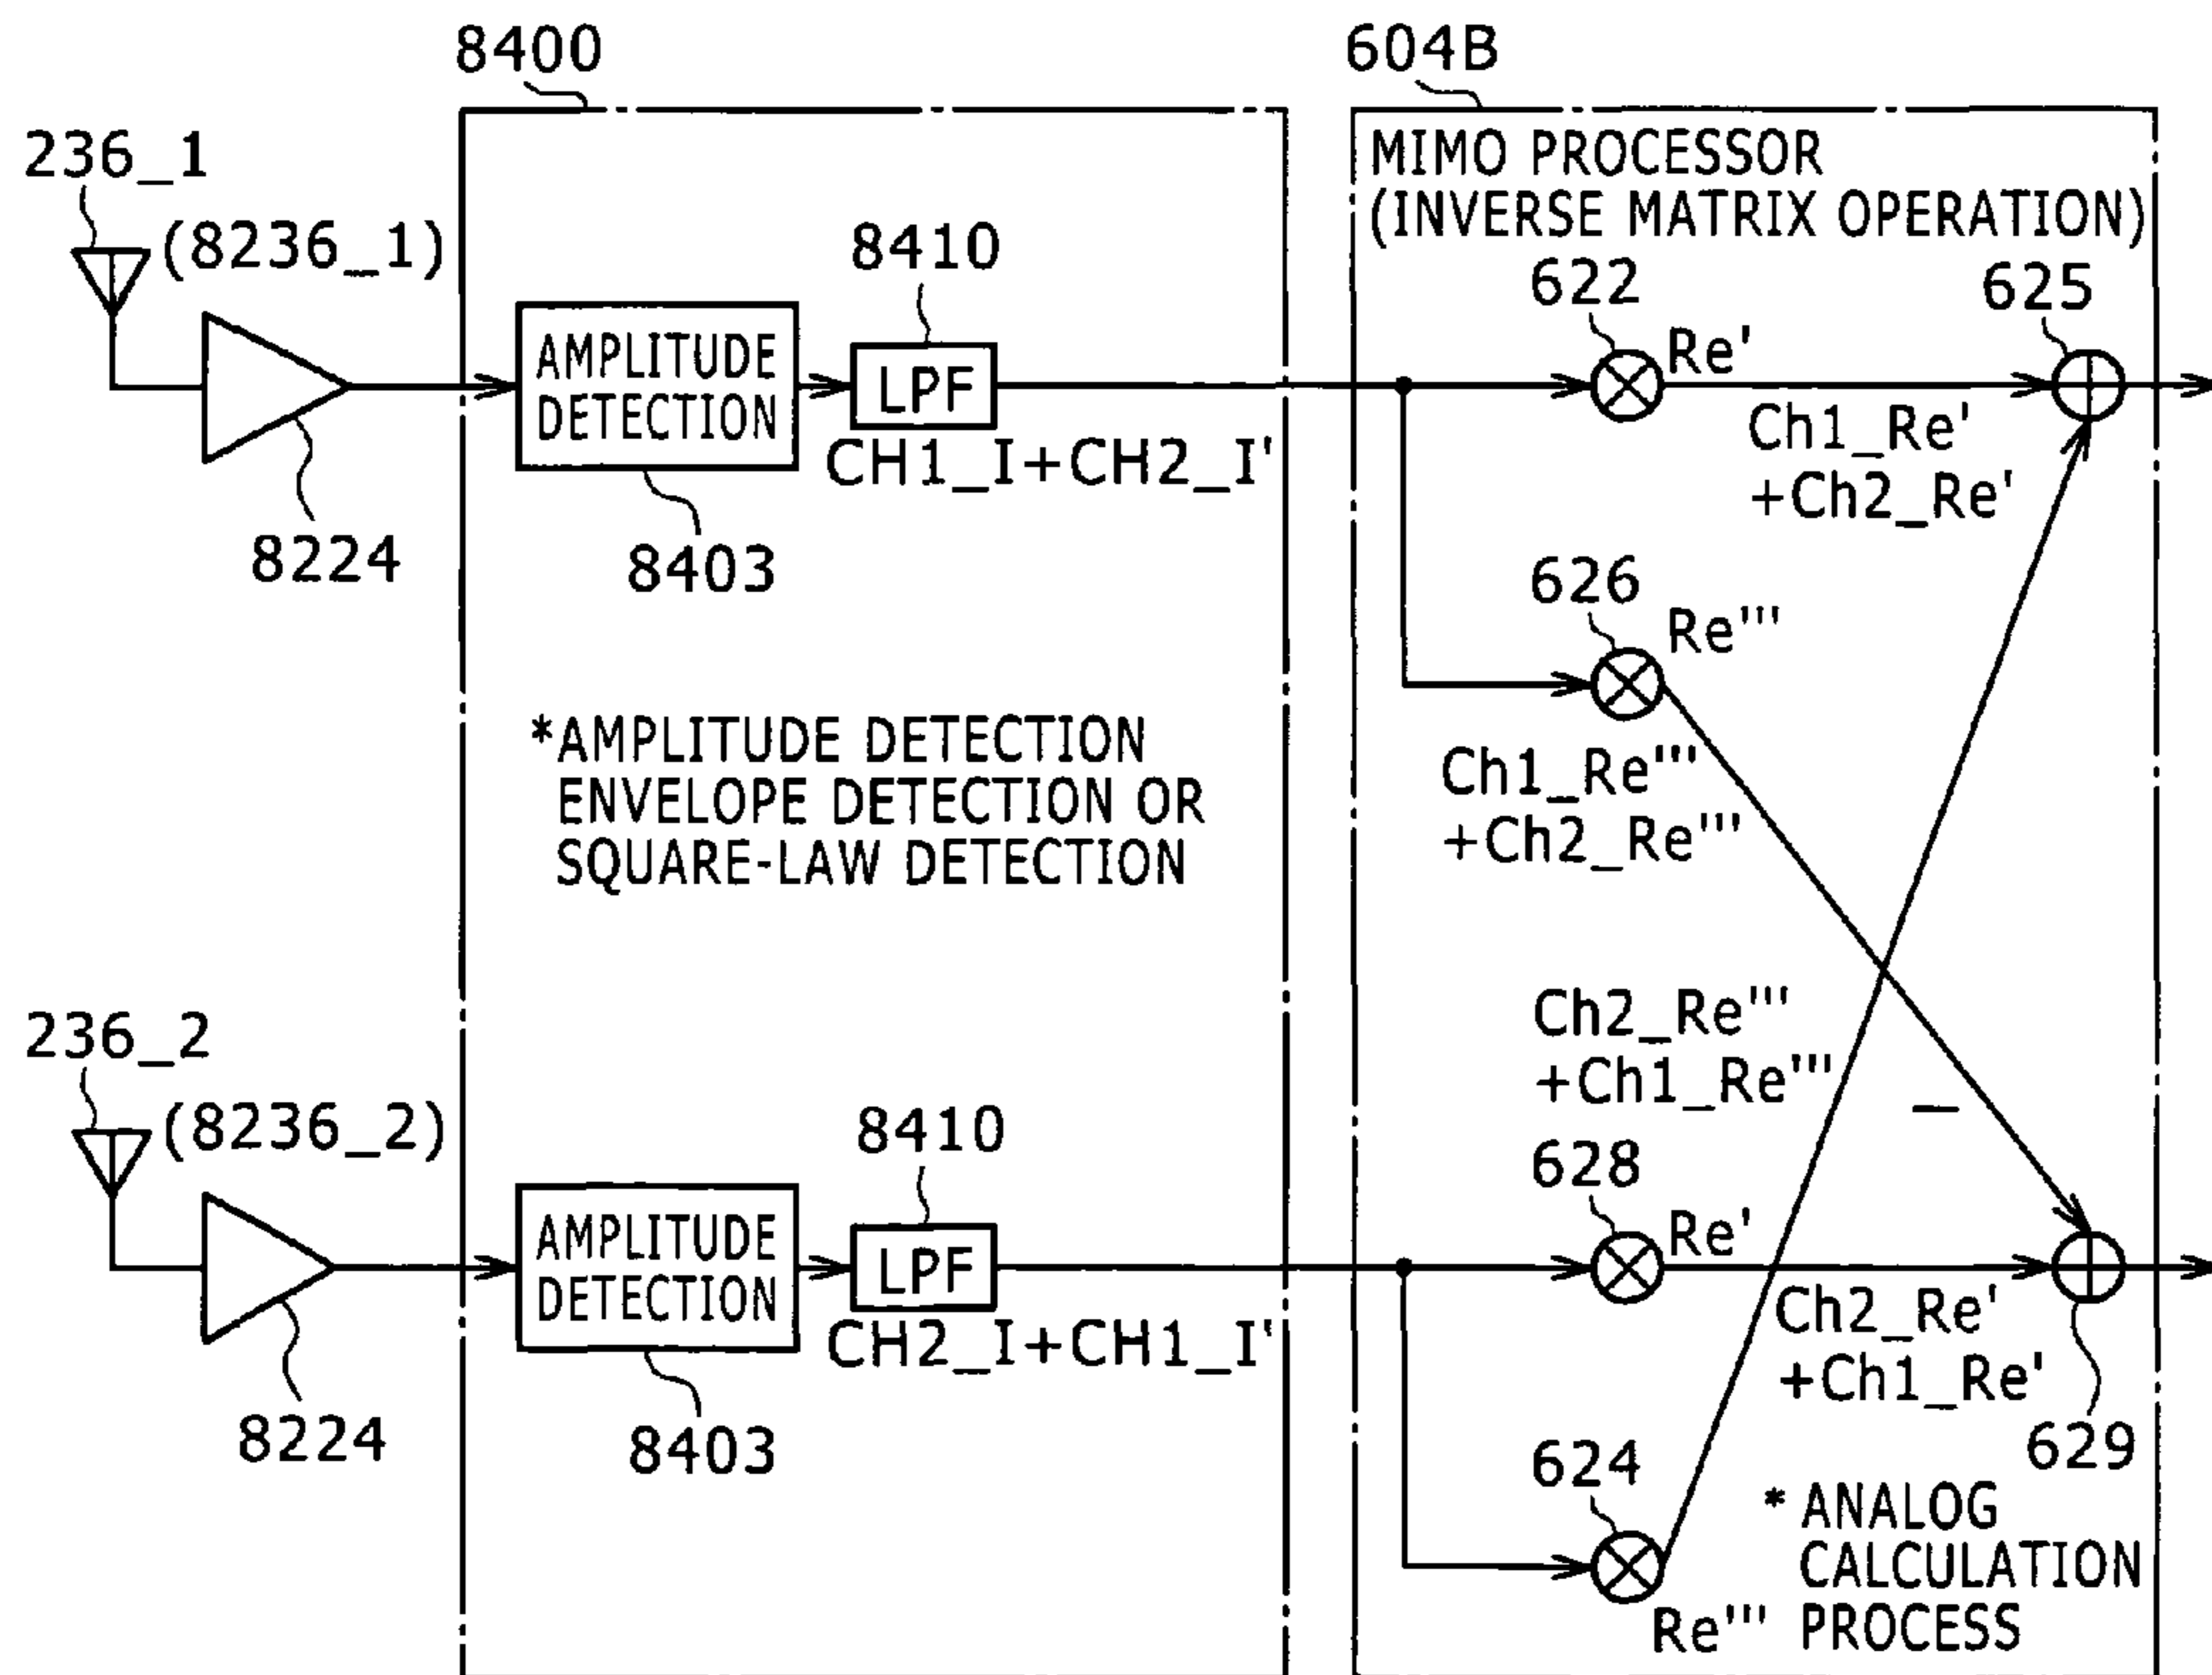 8400
604B
236_1
(8236_1)
8224
AMPLITUDE
DETECTION
8403
8410
LPF
CH1_I+CH2_I'
MIMO PROCESSOR
(INVERSE MATRIX OPERATION)
622
Re'
625
Ch1_Re'
+Ch2_Re'
626
Re'''
Ch1_Re'''
+Ch2_Re'''
*AMPLITUDE DETECTION
ENVELOPE DETECTION OR
SQUARE-LAW DETECTION
236_2
(8236_2)
8224
AMPLITUDE
DETECTION
8403
8410
LPF
CH2_I+CH1_I'
Ch2_Re'''
+Ch1_Re'''
−
628
Re'
Ch2_Re'
+Ch1_Re'
629
624
Re'''
* ANALOG
CALCULATION
PROCESS